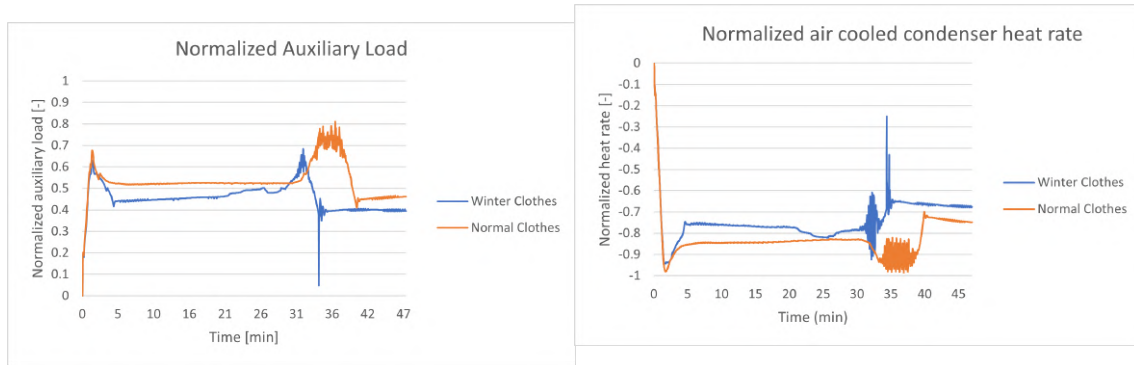 Normalized Auxiliary Load
Normalized auxiliary load [-]
1
0.9
0.8
0.7
0.6
0.5
0.4
0.3
0.2
0.1
0
0 5 11 16 21 26 31 36 42 47
Time [min]
Winter Clothes
Normal Clothes
Normalized air cooled condenser heat rate
Normalized heat rate [-]
0
-0.1
-0.2
-0.3
-0.4
-0.5
-0.6
-0.7
-0.8
-0.9
-1
0 5 10 15 20 25 30 35 40 45
Time (min)
Winter Clothes
Normal Clothes